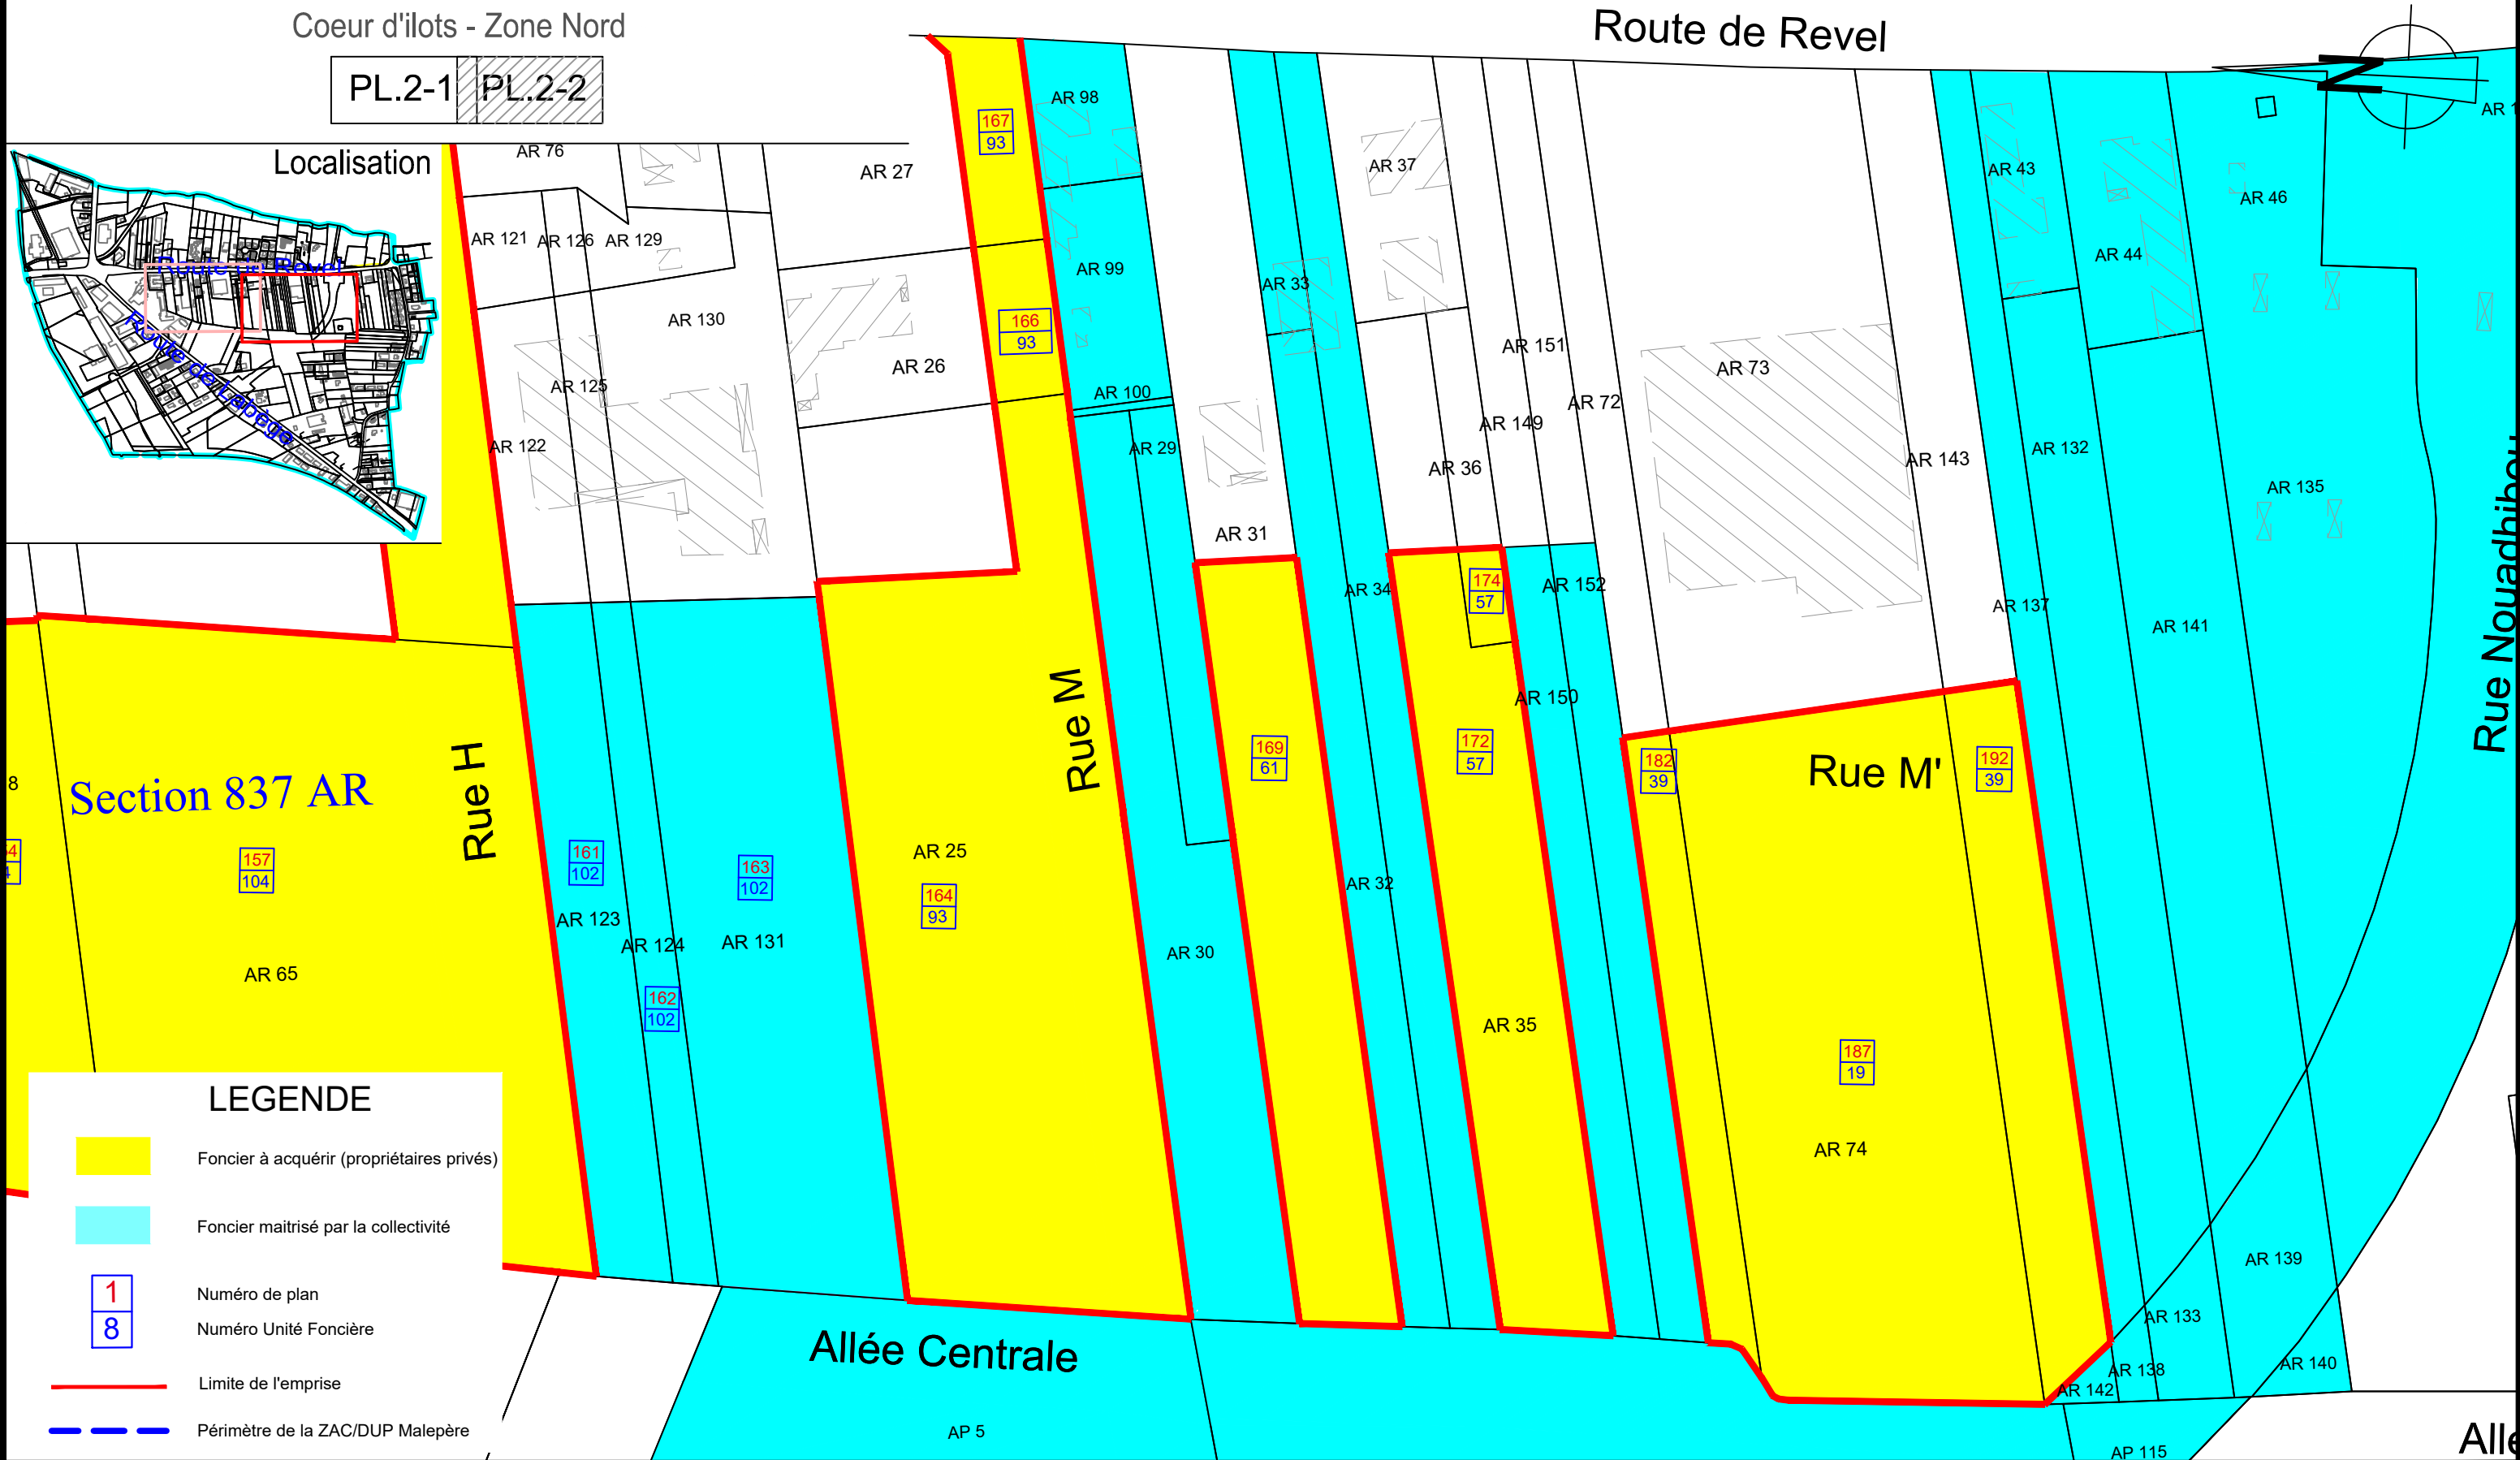 Coeur d'ilots - Zone Nord
PL.2-1
PL.2-2
Route de Revel
N
Localisation
Route de Revel
Route de Labège
AR 76
AR 27
AR 121
AR 126
AR 129
AR 130
AR 26
AR 125
AR 122
167
93
166
93
AR 98
AR 99
AR 100
AR 29
AR 31
AR 33
AR 37
AR 34
AR 36
AR 151
AR 149
AR 72
AR 73
AR 143
AR 43
AR 44
AR 46
AR 132
AR 135
AR 137
AR 141
AR 152
AR 150
174
57
172
57
169
61
182
39
Rue M'
192
39
Rue M
Rue H
8
Section 837 AR
157
104
AR 65
161
102
163
102
AR 123
AR 124
AR 131
162
102
AR 25
164
93
AR 30
AR 32
AR 35
187
19
AR 74
AR 139
AR 133
AR 138
AR 142
AR 140
AP 115
AP 5
Allée Centrale
LEGENDE
Foncier à acquérir (propriétaires privés)
Foncier maitrisé par la collectivité
1
Numéro de plan
8
Numéro Unité Foncière
Limite de l'emprise
Périmètre de la ZAC/DUP Malepère